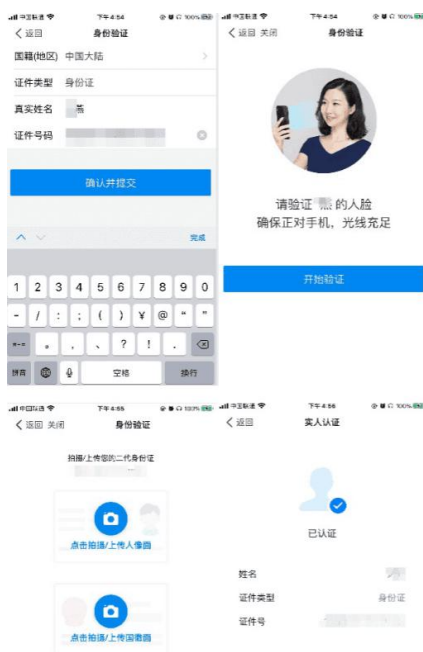 中国联通 下午4:54 100%
返回 身份验证
国籍(地区) 中国大陆
证件类型 身份证
真实姓名
证件号码
确认并提交
完成
1 2 3 4 5 6 7 8 9 0
- / : ; ( ) ¥ @ “ ”
#+= 。 , 、 ? ! .
拼音 空格 换行
中国联通 下午4:54 100%
返回 关闭 身份验证
请验证 的人脸
确保正对手机，光线充足
开始验证
中国联通 下午4:55 100%
返回 关闭 身份验证
拍摄/上传您的二代身份证
点击拍摄/上传人像面
点击拍摄/上传国徽面
中国联通 下午4:56 100%
返回 实人认证
已认证
姓名
证件类型 身份证
证件号